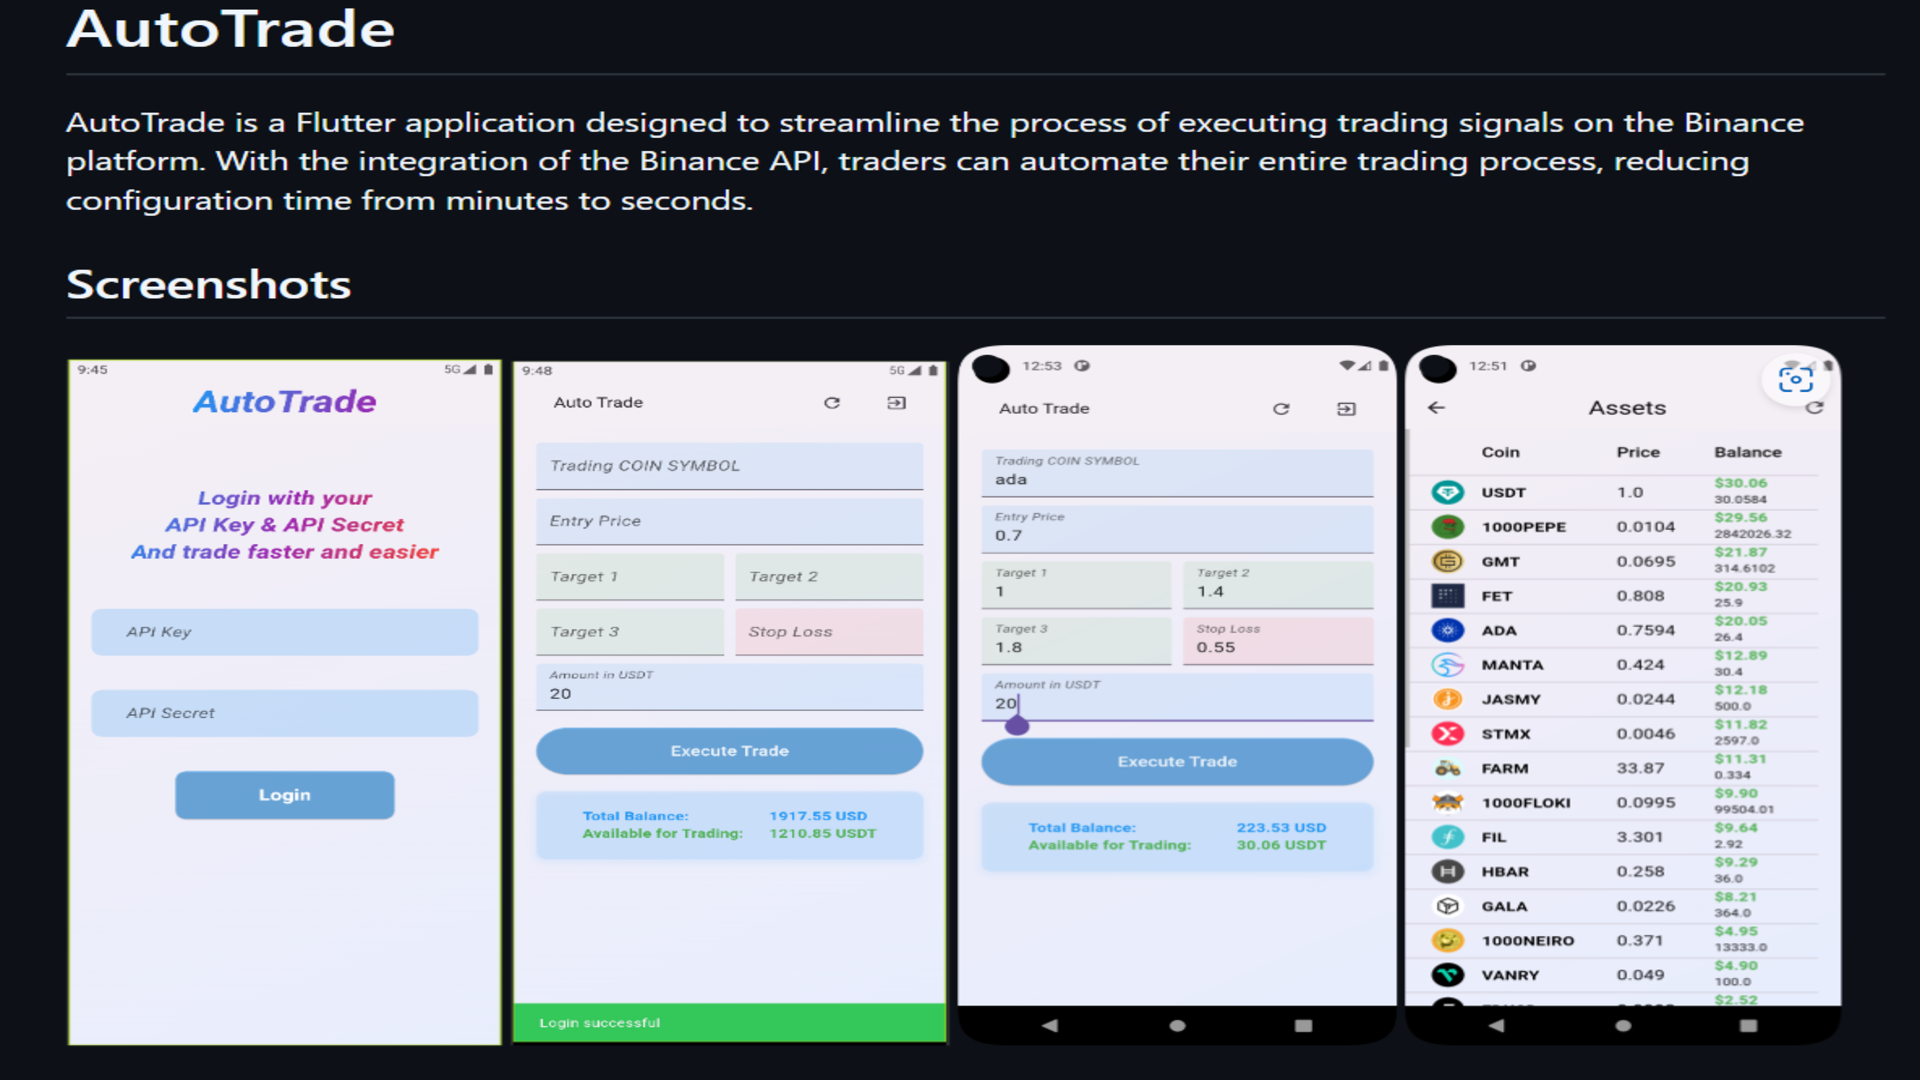 AutoTrade
AutoTrade is a Flutter application designed to streamline the process of executing trading signals on the Binance
platform. With the integration of the Binance API, traders can automate their entire trading process, reducing
configuration time from minutes to seconds.
Screenshots
9:45 5G
AutoTrade
Login with your
API Key & API Secret
And trade faster and easier
API Key
API Secret
Login
9:48 5G
Auto Trade
Trading COIN SYMBOL
Entry Price
Target 1 Target 2
Target 3 Stop Loss
Amount in USDT
20
Execute Trade
Total Balance: 1917.55 USD
Available for Trading: 1210.85 USDT
Login successful
12:53
Auto Trade
Trading COIN SYMBOL
ada
Entry Price
0.7
Target 1 Target 2
1 1.4
Target 3 Stop Loss
1.8 0.55
Amount in USDT
20
Execute Trade
Total Balance: 223.53 USD
Available for Trading: 30.06 USDT
12:51
Assets
Coin Price Balance
USDT 1.0 $30.06
30.0584
1000PEPE 0.0104 $29.56
2842026.32
GMT 0.0695 $21.87
314.6102
FET 0.808 $20.93
25.9
ADA 0.7594 $20.05
26.4
MANTA 0.424 $12.89
30.4
JASMY 0.0244 $12.18
500.0
STMX 0.0046 $11.82
2597.0
FARM 33.87 $11.31
0.334
1000FLOKI 0.0995 $9.90
99504.01
FIL 3.301 $9.64
2.92
HBAR 0.258 $9.29
36.0
GALA 0.0226 $8.21
364.0
1000NEIRO 0.371 $4.95
13333.0
VANRY 0.049 $4.90
100.0
$2.52